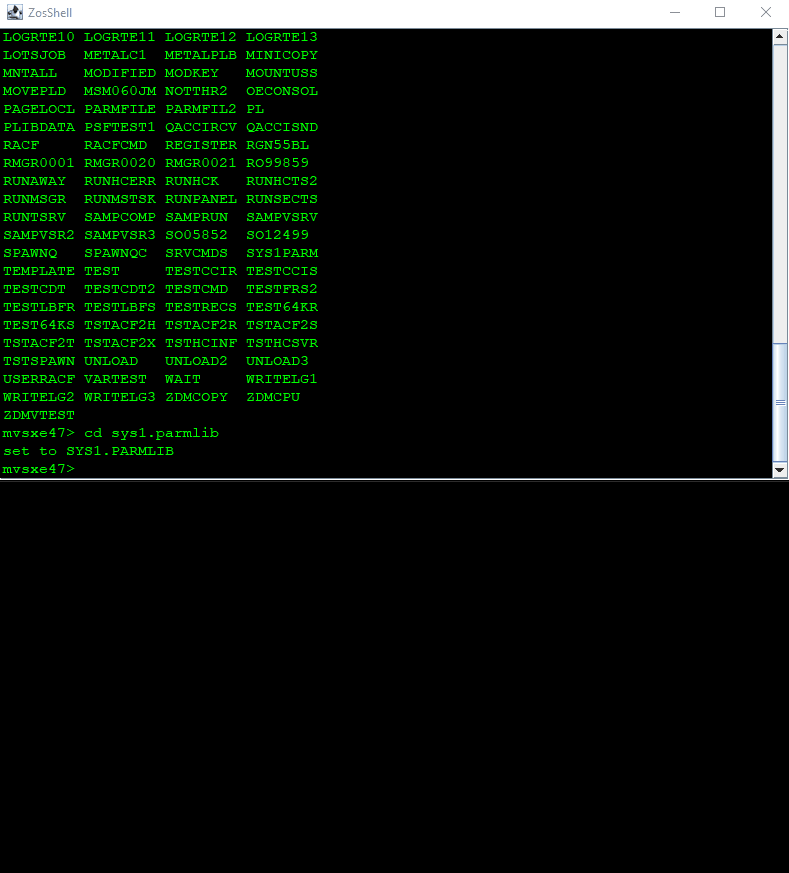 ZosShell
LOGRTE10 LOGRTE11 LOGRTE12 LOGRTE13
LOTSJOB  METALC1  METALPLB MINICOPY
MNTALL   MODIFIED MODKEY   MOUNTUSS
MOVEPLD  MSM060JM NOTTHR2  OECONSOL
PAGELOCL PARMFILE PARMFIL2 PL
PLIBDATA PSFTEST1 QACCIRCV QACCISND
RACF     RACFCMD  REGISTER RGN55BL
RMGR0001 RMGR0020 RMGR0021 RO99859
RUNAWAY  RUNHCERR RUNHCK   RUNHCTS2
RUNMSGR  RUNMSTSK RUNPANEL RUNSECTS
RUNTSRV  SAMPCOMP SAMPRUN  SAMPVSRV
SAMPVSR2 SAMPVSR3 SO05852  SO12499
SPAWNQ   SPAWNQC  SRVCMDS  SYS1PARM
TEMPLATE TEST     TESTCCIR TESTCCIS
TESTCDT  TESTCDT2 TESTCMD  TESTFRS2
TESTLBFR TESTLBFS TESTRECS TEST64KR
TEST64KS TSTACF2H TSTACF2R TSTACF2S
TSTACF2T TSTACF2X TSTHCINF TSTHCSVR
TSTSPAWN UNLOAD   UNLOAD2  UNLOAD3
USERRACF VARTEST  WAIT     WRITELG1
WRITELG2 WRITELG3 ZDMCOPY  ZDMCPU
ZDMVTEST
mvsxe47> cd sys1.parmlib
set to SYS1.PARMLIB
mvsxe47>